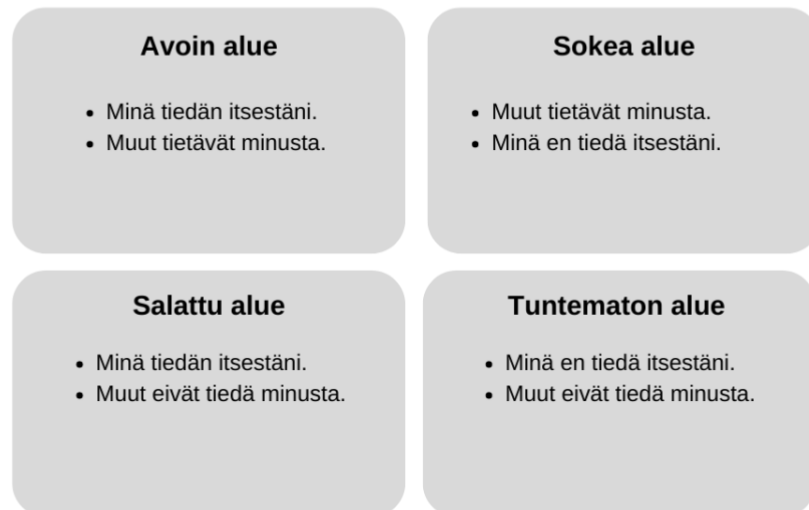 Avoin alue
• Minä tiedän itsestäni.
• Muut tietävät minusta.
Sokea alue
• Muut tietävät minusta.
• Minä en tiedä itsestäni.
Salattu alue
• Minä tiedän itsestäni.
• Muut eivät tiedä minusta.
Tuntematon alue
• Minä en tiedä itsestäni.
• Muut eivät tiedä minusta.